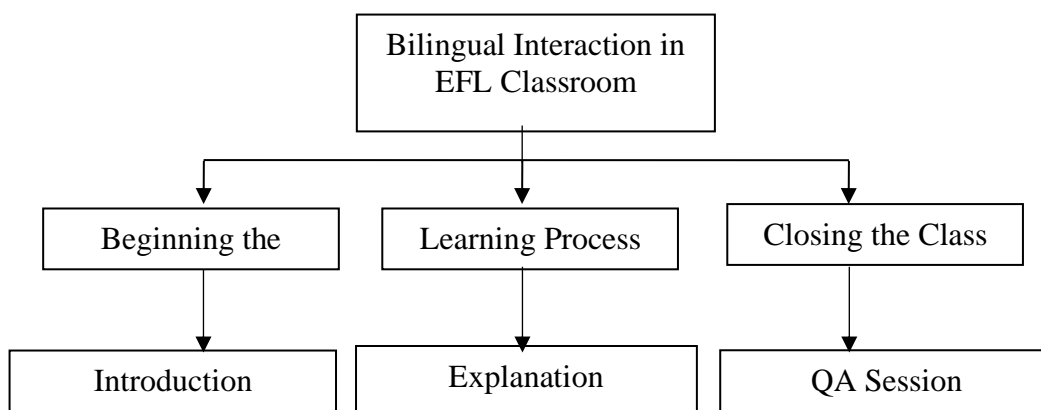 Bilingual Interaction in
EFL Classroom
Beginning the
Learning Process
Closing the Class
Introduction
Explanation
QA Session